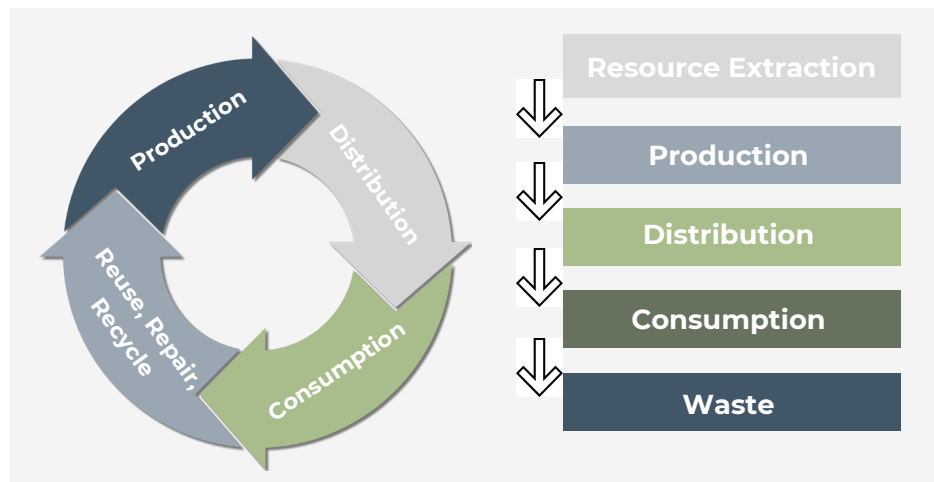 Production
Distribution
Consumption
Reuse, Repair,
Recycle
Resource Extraction
Production
Distribution
Consumption
Waste